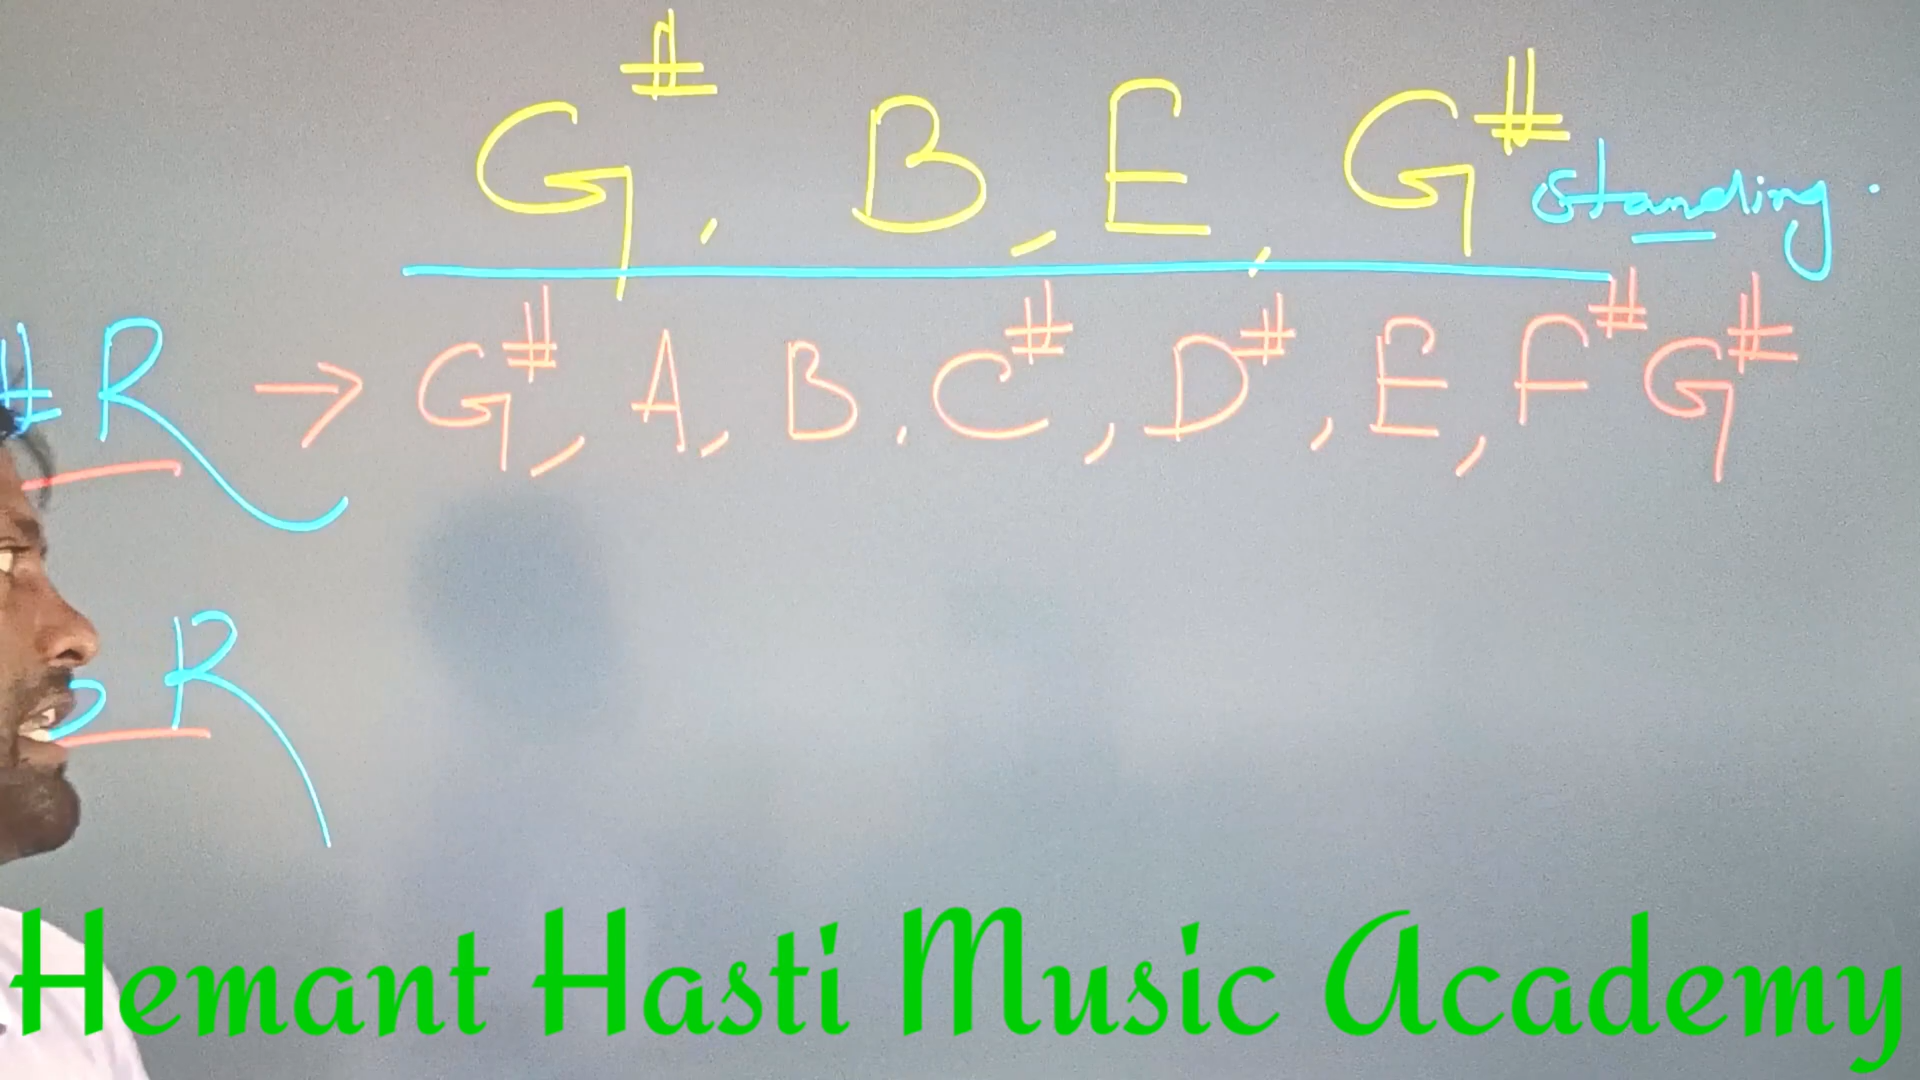 G#, B, E, G# standing.
# R → G#, A, B. C#, D#, E, F# G#
R
Hemant Hasti Music Academy